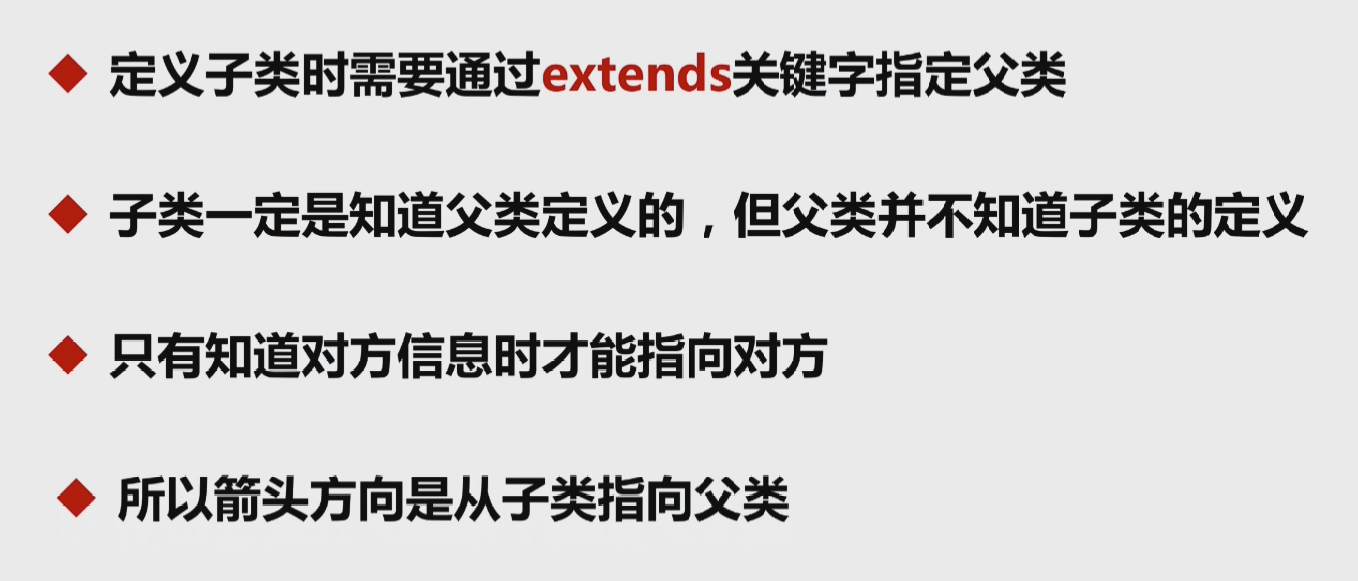 定义子类时需要通过extends关键字指定父类
子类一定是知道父类定义的，但父类并不知道子类的定义
只有知道对方信息时才能指向对方
所以箭头方向是从子类指向父类